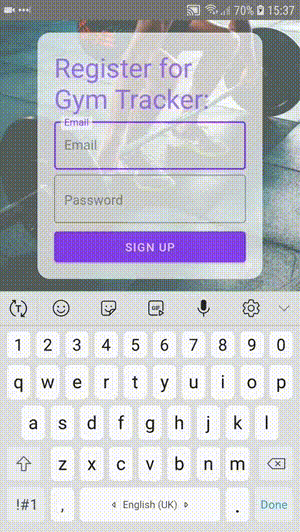 70% 15:37
Register for
Gym Tracker:
Email
Email
Password
SIGN UP
T GIF
1 2 3 4 5 6 7 8 9 0
q w e r t y u i o p
a s d f g h j k l
z x c v b n m
!#1 , English (UK) . Done